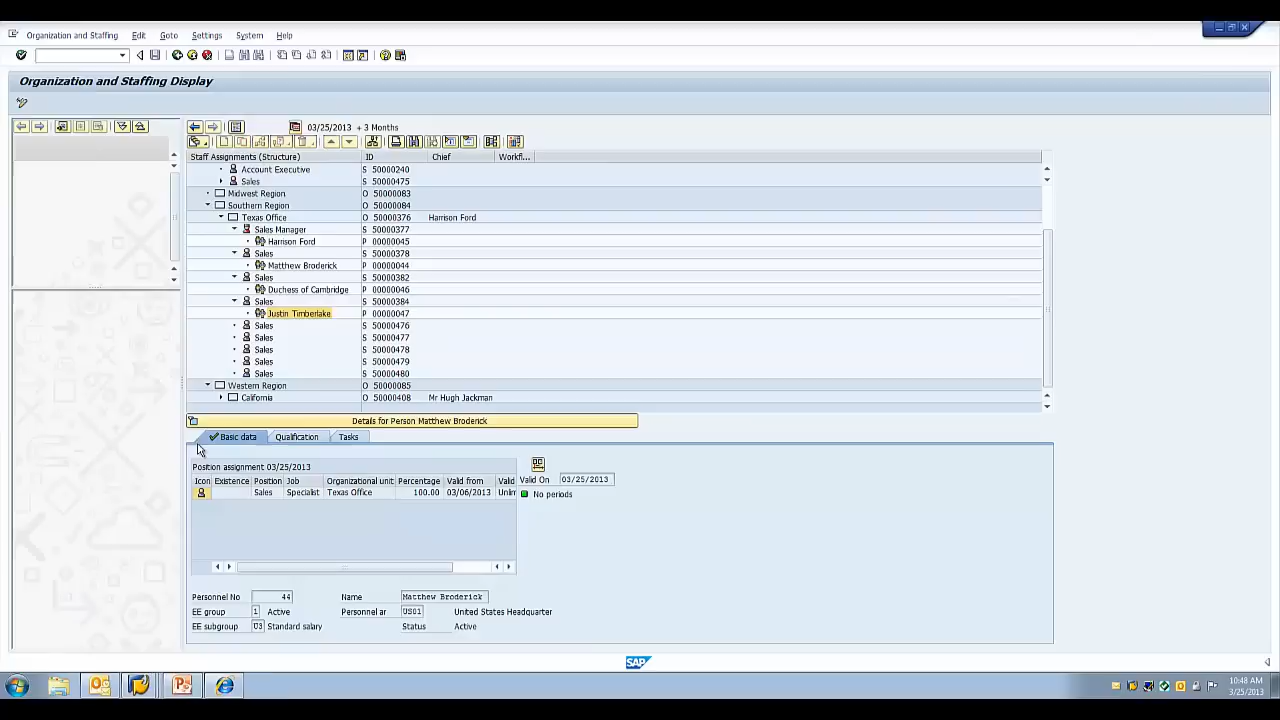 Organization and Staffing Edit Goto Settings System Help
Organization and Staffing Display
03/25/2013 + 3 Months
Staff Assignments (Structure) ID Chief Workfl...
Account Executive S 50000240
Sales S 50000475
Midwest Region O 50000083
Southern Region O 50000084
Texas Office O 50000376 Harrison Ford
Sales Manager S 50000377
Harrison Ford P 00000045
Sales S 50000378
Matthew Broderick P 00000044
Sales S 50000382
Duchess of Cambridge P 00000046
Sales S 50000384
Justin Timberlake P 00000047
Sales S 50000476
Sales S 50000477
Sales S 50000478
Sales S 50000479
Sales S 50000480
Western Region O 50000085
California O 50000408 Mr Hugh Jackman
Details for Person Matthew Broderick
Basic data Qualification Tasks
Position assignment 03/25/2013
Icon Existence Position Job Organizational unit Percentage Valid from Valid
Valid On 03/25/2013
Sales Specialist Texas Office 100.00 03/06/2013 Unlim
No periods
Personnel No 44 Name Matthew Broderick
EE group 1 Active Personnel ar US01 United States Headquarter
EE subgroup U3 Standard salary Status Active
SAP
10:48 AM
3/25/2013